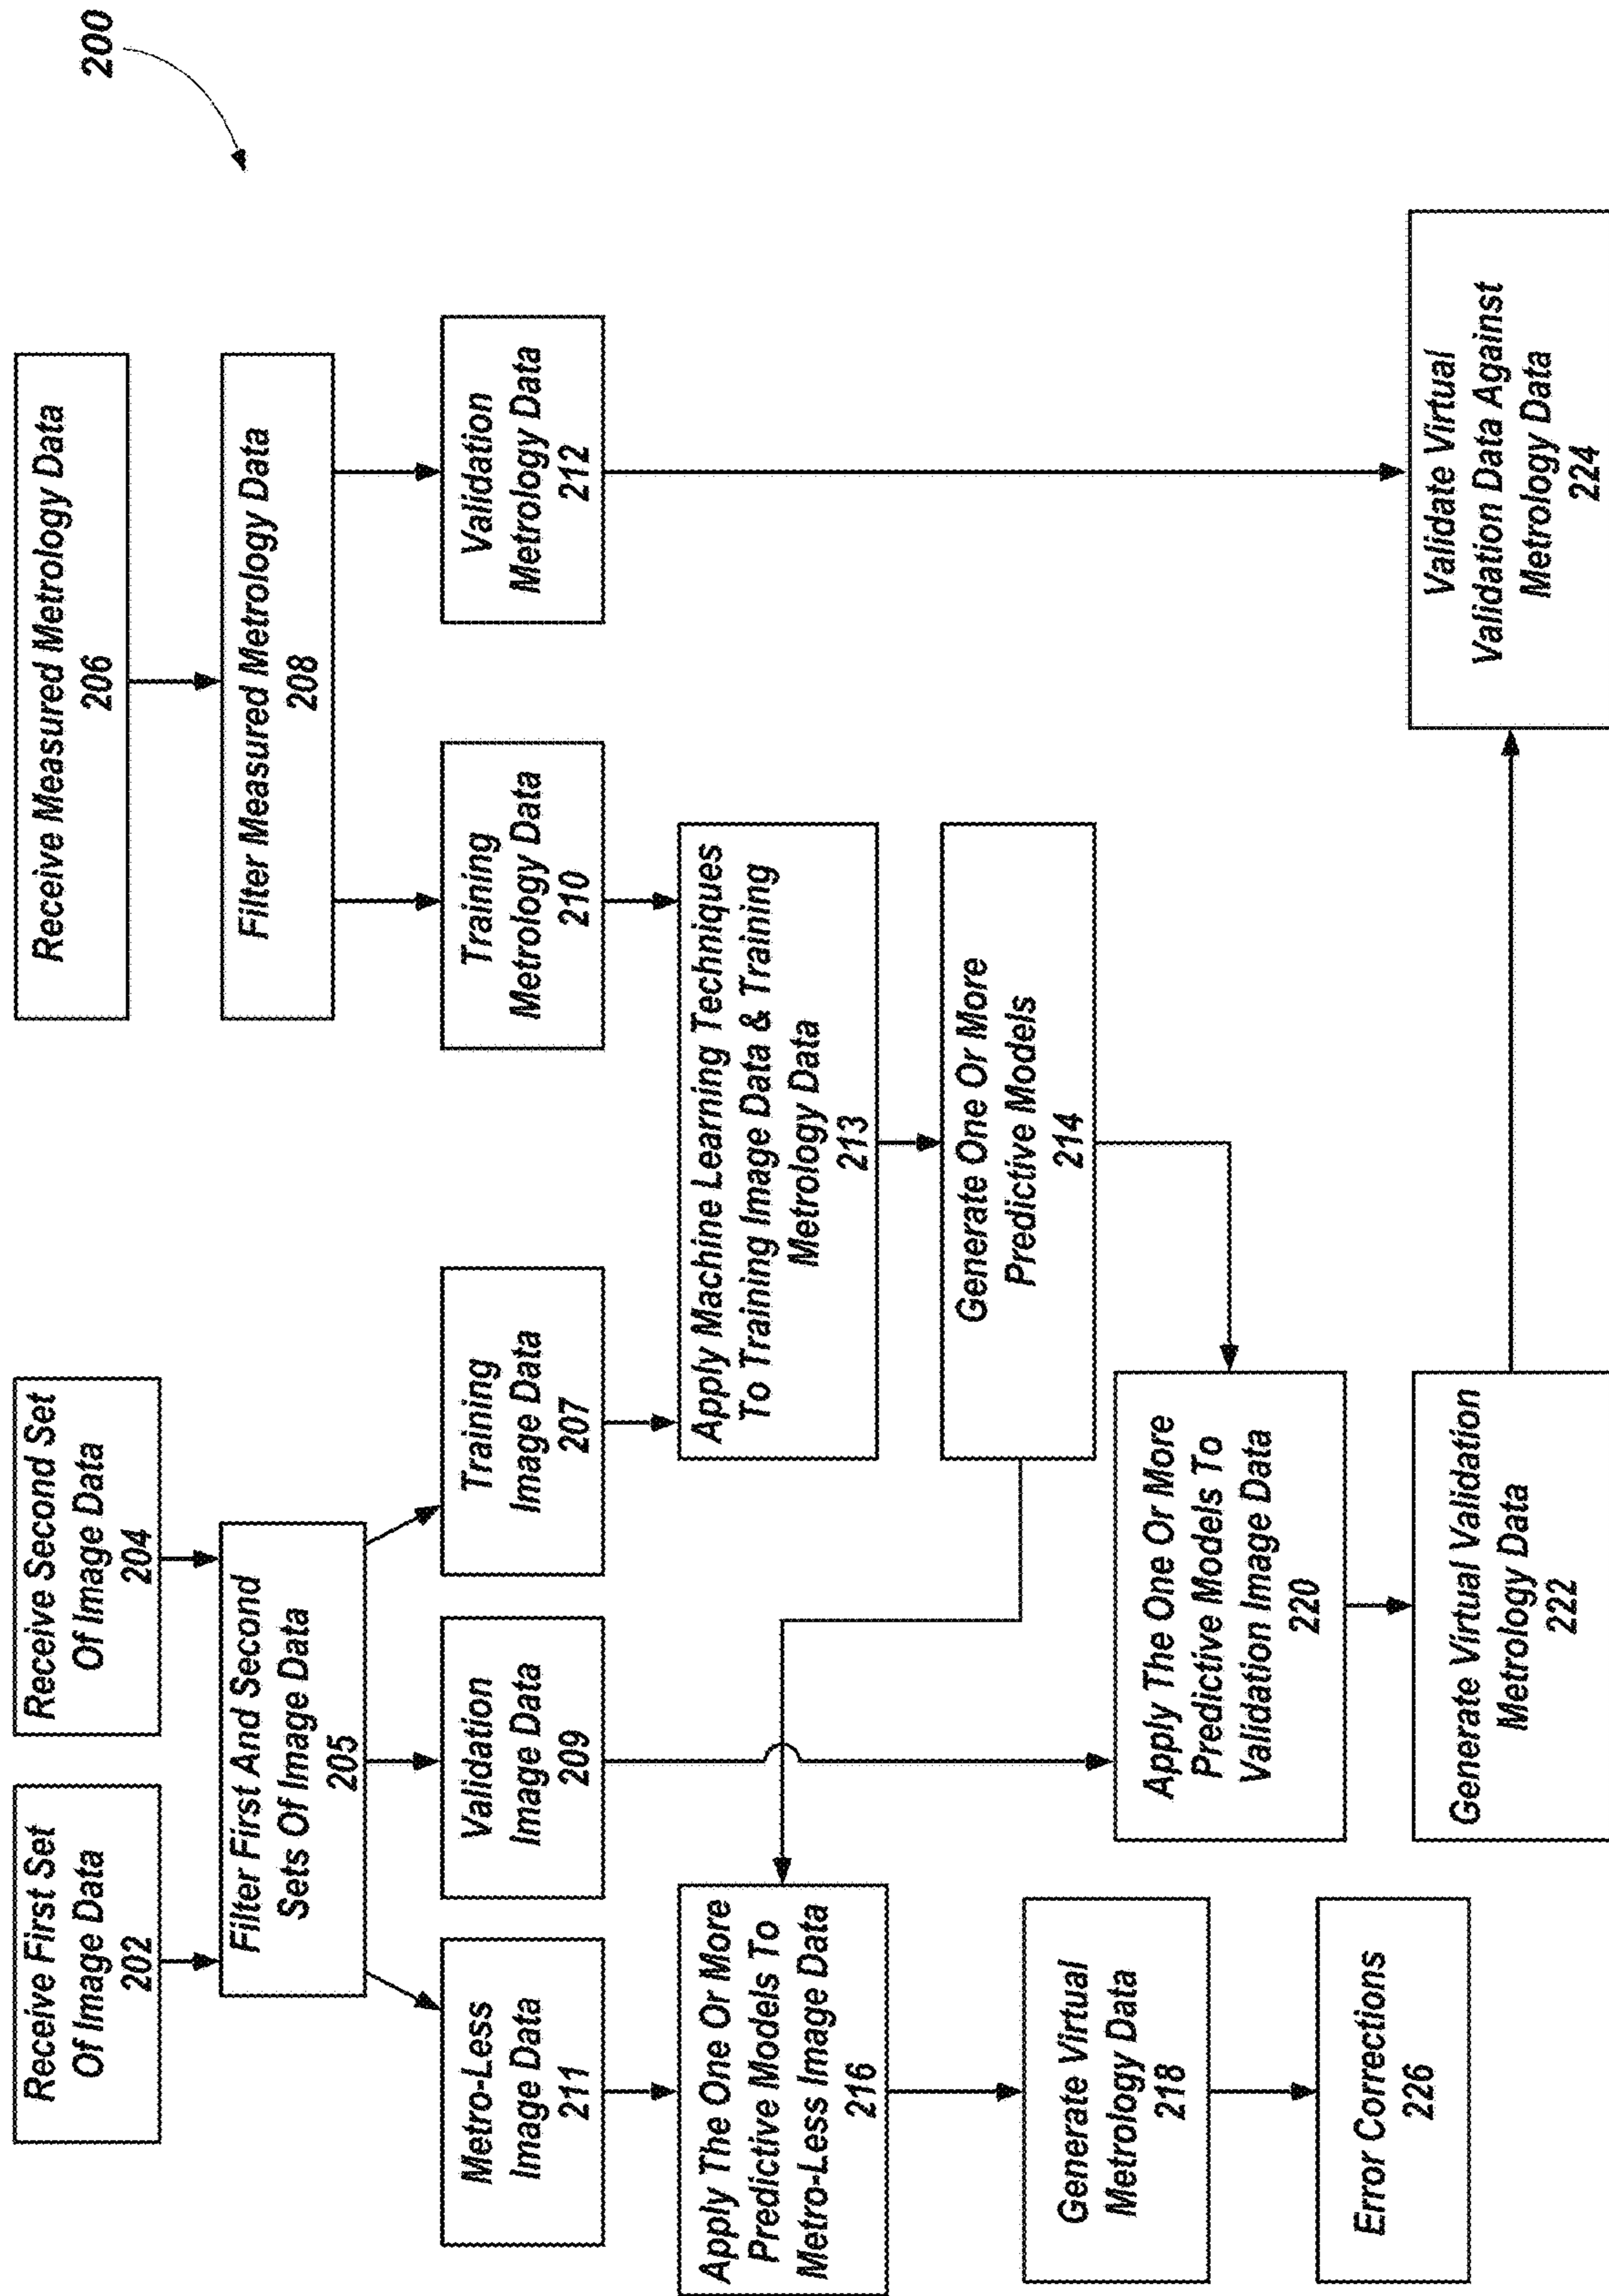 200
Receive First Set
Of Image Data
202
Receive Second Set
Of Image Data
204
Receive Measured Metrology Data
206
Filter First And Second
Sets Of Image Data
205
Filter Measured Metrology Data
208
Metro-Less
Image Data
211
Validation
Image Data
209
Training
Image Data
207
Training
Metrology Data
210
Validation
Metrology Data
212
Apply The One Or More
Predictive Models To
Metro-Less Image Data
216
Apply Machine Learning Techniques
To Training Image Data & Training
Metrology Data
213
Generate One Or More
Predictive Models
214
Generate Virtual
Metrology Data
218
Apply The One Or More
Predictive Models To
Validation Image Data
220
Error Corrections
226
Generate Virtual Validation
Metrology Data
222
Validate Virtual
Validation Data Against
Metrology Data
224